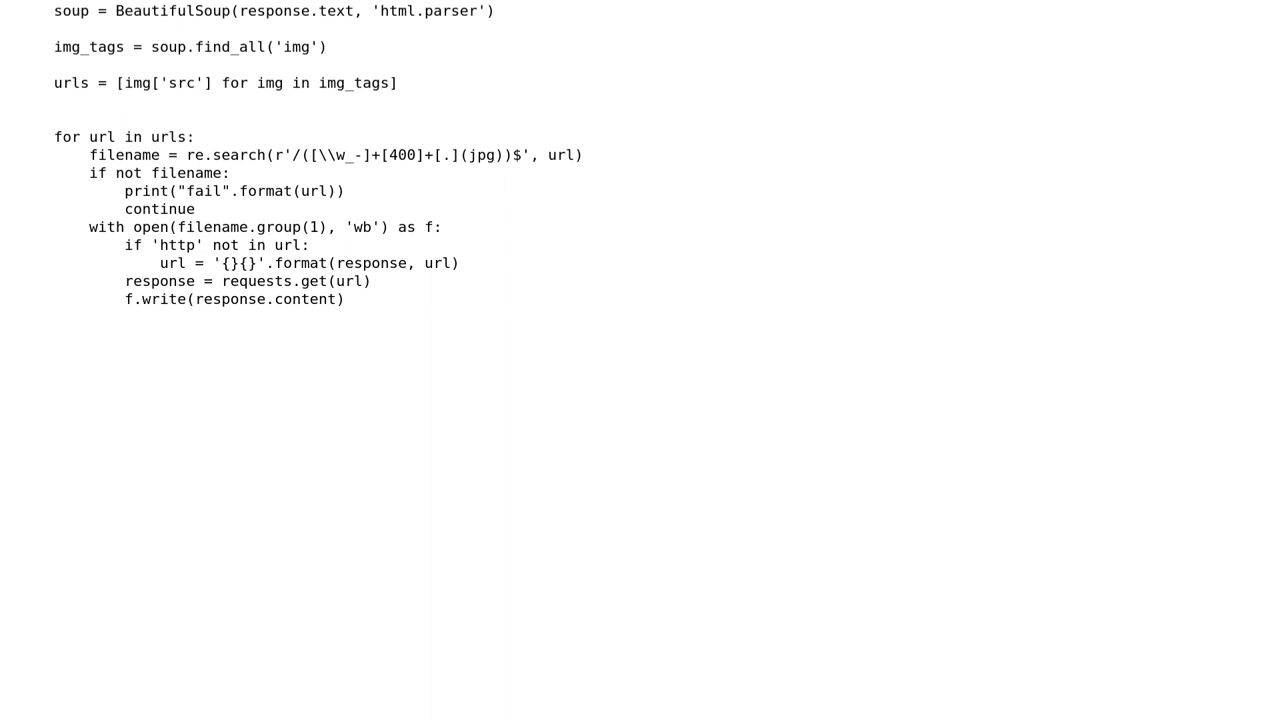 soup = BeautifulSoup(response.text, 'html.parser')
img_tags = soup.find_all('img')
urls = [img['src'] for img in img_tags]
for url in urls:
    filename = re.search(r'/([\\w_-]+[400]+[.](jpg))$', url)
    if not filename:
        print("fail".format(url))
        continue
    with open(filename.group(1), 'wb') as f:
        if 'http' not in url:
            url = '{}{}'.format(response, url)
        response = requests.get(url)
        f.write(response.content)